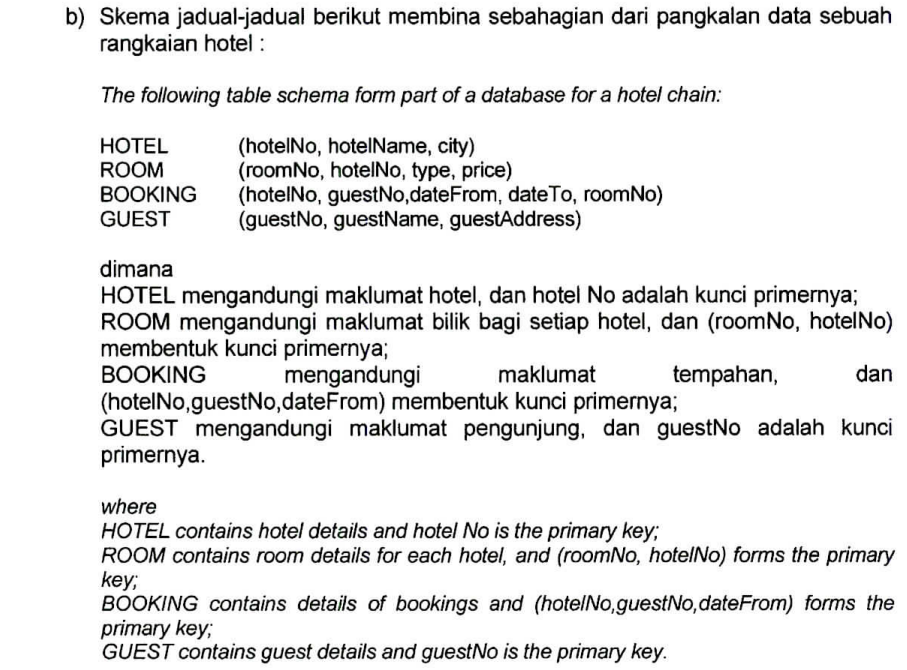 b) Skema jadual-jadual berikut membina sebahagian dari pangkalan data sebuah
rangkaian hotel :
The following table schema form part of a database for a hotel chain:
HOTEL (hotelNo, hotelName, city)
ROOM (roomNo, hotelNo, type, price)
BOOKING (hotelNo, guestNo,dateFrom, dateTo, roomNo)
GUEST (guestNo, guestName, guestAddress)
dimana
HOTEL mengandungi maklumat hotel, dan hotel No adalah kunci primernya;
ROOM mengandungi maklumat bilik bagi setiap hotel, dan (roomNo, hotelNo)
membentuk kunci primernya;
BOOKING mengandungi maklumat tempahan, dan
(hotelNo,guestNo,dateFrom) membentuk kunci primernya;
GUEST mengandungi maklumat pengunjung, dan guestNo adalah kunci
primernya.
where
HOTEL contains hotel details and hotel No is the primary key;
ROOM contains room details for each hotel, and (roomNo, hotelNo) forms the primary
key;
BOOKING contains details of bookings and (hotelNo,guestNo,dateFrom) forms the
primary key;
GUEST contains guest details and guestNo is the primary key.